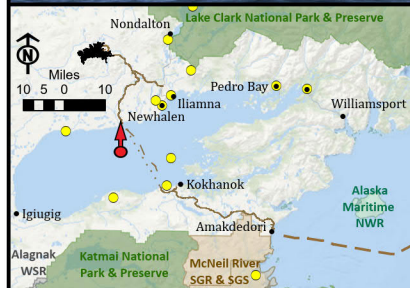 Lake Clark National Park & Preserve
Nondalton
N
Miles
10 5 0 10
Pedro Bay
Iliamna
Newhalen
Williamsport
Kokhanok
Igiugig
Amakdedori
Alaska
Maritime
NWR
Alagnak
WSR
Katmai National
Park & Preserve
McNeil River
SGR & SGS